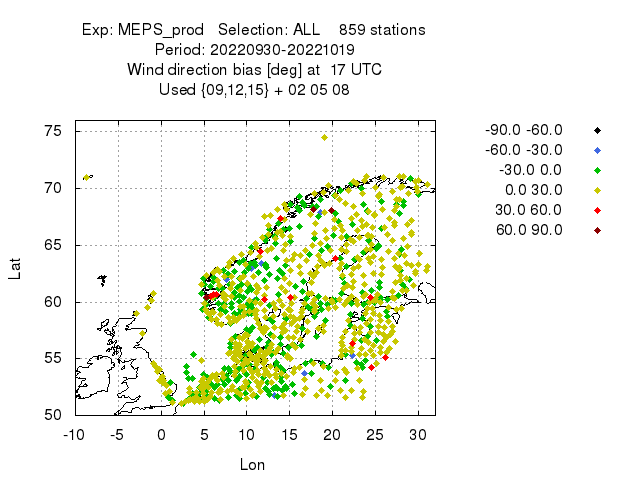 Exp: MEPS_prod   Selection: ALL    859 stations
Period: 20220930-20221019
Wind direction bias [deg] at  17 UTC
Used {09,12,15} + 02 05 08
-90.0 -60.0
-60.0 -30.0
-30.0 0.0
0.0 30.0
30.0 60.0
60.0 90.0
Lat
75
70
65
60
55
50
-10 -5 0 5 10 15 20 25 30
Lon